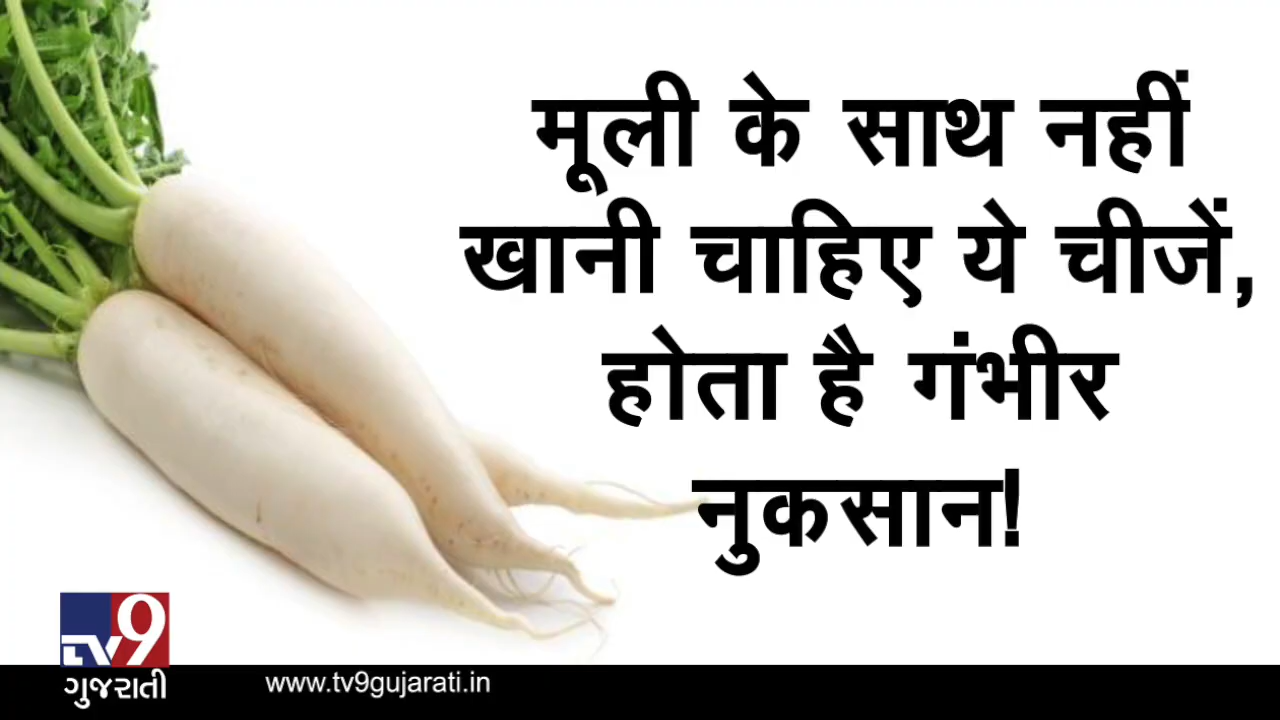 मूली के साथ नहीं
खानी चाहिए ये चीजें,
होता है गंभीर
नुकसान!
TV9
ગુજરાતી
www.tv9gujarati.in